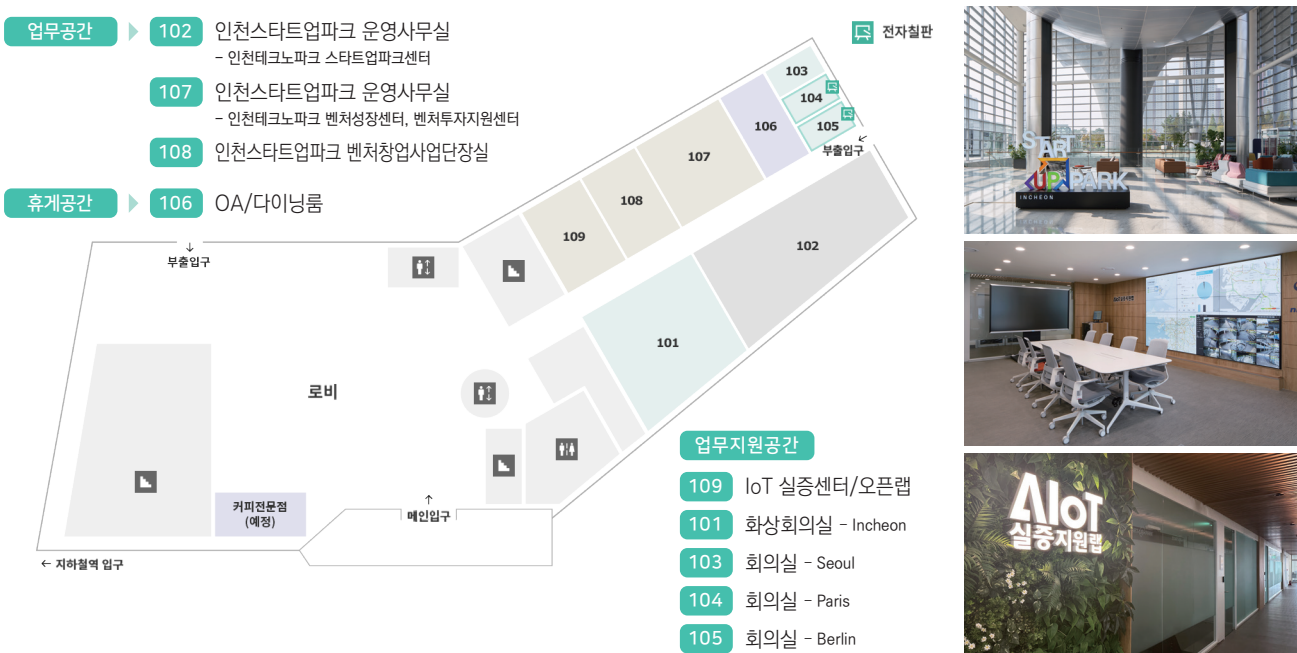 업무공간
102 인천스타트업파크 운영사무실
- 인천테크노파크 스타트업파크센터
107 인천스타트업파크 운영사무실
- 인천테크노파크 벤처성장센터, 벤처투자지원센터
108 인천스타트업파크 벤처창업사업단장실
휴게공간
106 OA/다이닝룸
전자칠판
103
104
105
106
107
108
109
부출입구
102
101
부출입구
로비
커피전문점
(예정)
메인입구
← 지하철역 입구
업무지원공간
109 IoT 실증센터/오픈랩
101 화상회의실 - Incheon
103 회의실 - Seoul
104 회의실 - Paris
105 회의실 - Berlin
START
UP PARK
INCHEON
AIoT
실증지원랩